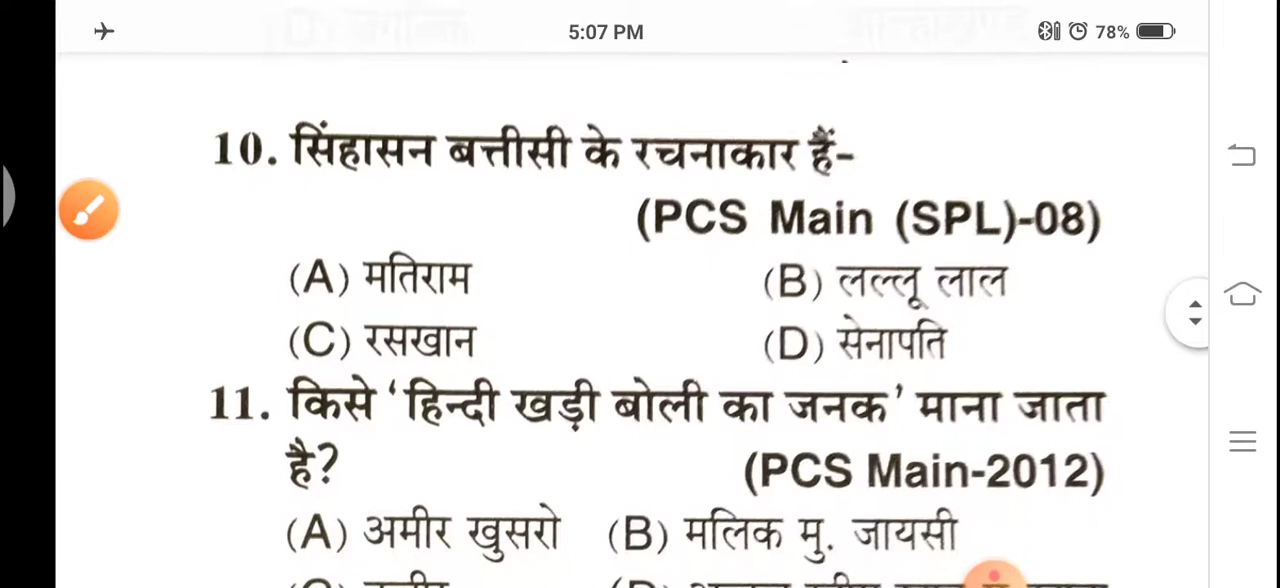 5:07 PM 78%
10. सिंहासन बत्तीसी के रचनाकार हैं-
(PCS Main (SPL)-08)
(A) मतिराम (B) लल्लू लाल
(C) रसखान (D) सेनापति
11. किसे ‘हिन्दी खड़ी बोली का जनक’ माना जाता
है? (PCS Main-2012)
(A) अमीर खुसरो (B) मलिक मु. जायसी